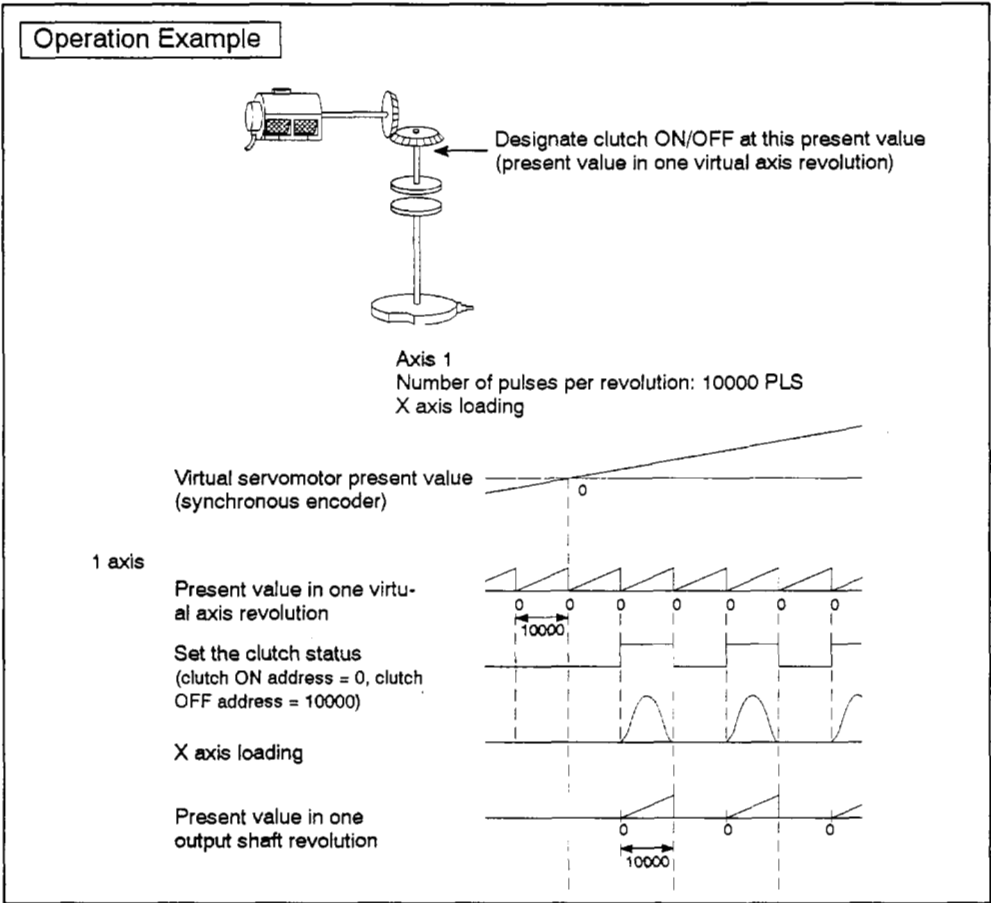 Operation Example
Designate clutch ON/OFF at this present value
(present value in one virtual axis revolution)
Axis 1
Number of pulses per revolution: 10000 PLS
X axis loading
Virtual servomotor present value
(synchronous encoder)
0
1 axis
Present value in one virtu-
al axis revolution
0 0 0 0 0 0 0
10000
Set the clutch status
(clutch ON address = 0, clutch
OFF address = 10000)
X axis loading
Present value in one
output shaft revolution
0 0 0
10000